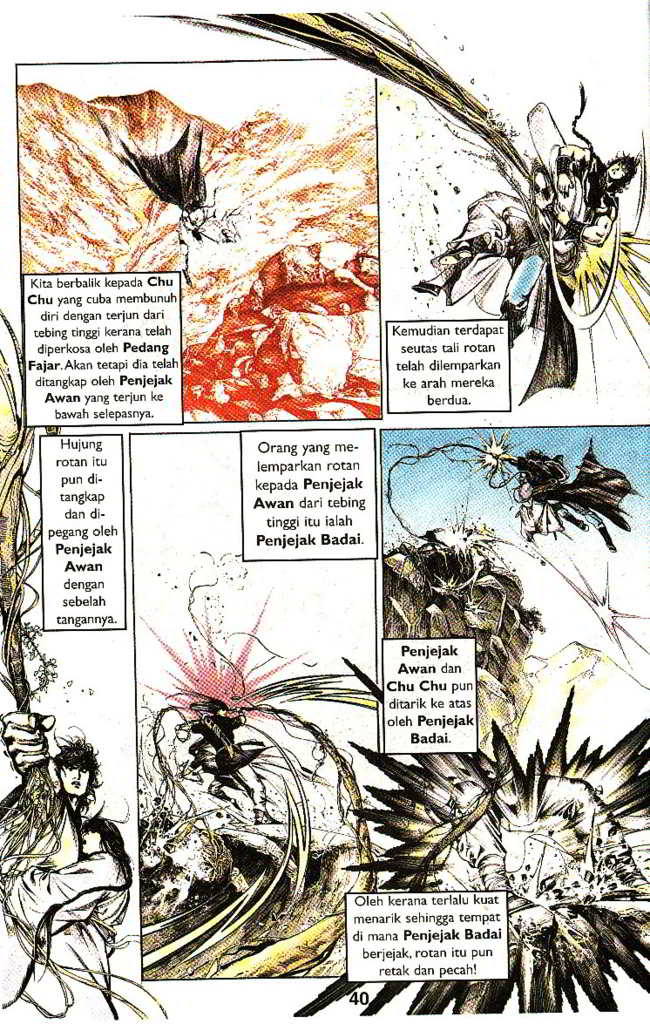 Kita berbalik kepada Chu
Chu yang cuba membunuh
diri dengan terjun dari
tebing tinggi kerana telah
diperkosa oleh Pedang
Fajar. Akan tetapi dia telah
ditangkap oleh Penjejak
Awan yang terjun ke
bawah selepasnya.
Kemudian terdapat
seutas tali rotan
telah dilemparkan
ke arah mereka
berdua.
Hujung
rotan itu
pun di-
tangkap
dan di-
pegang oleh
Penjejak
Awan
dengan
sebelah
tangannya.
Orang yang me-
lemparkan rotan
kepada Penjejak
Awan dari tebing
tinggi itu ialah
Penjejak Badai.
Penjejak
Awan dan
Chu Chu pun
ditarik ke atas
oleh Penjejak
Badai.
Oleh kerana terlalu kuat
menarik sehingga tempat
di mana Penjejak Badai
berjejak, rotan itu pun
retak dan pecah!
40